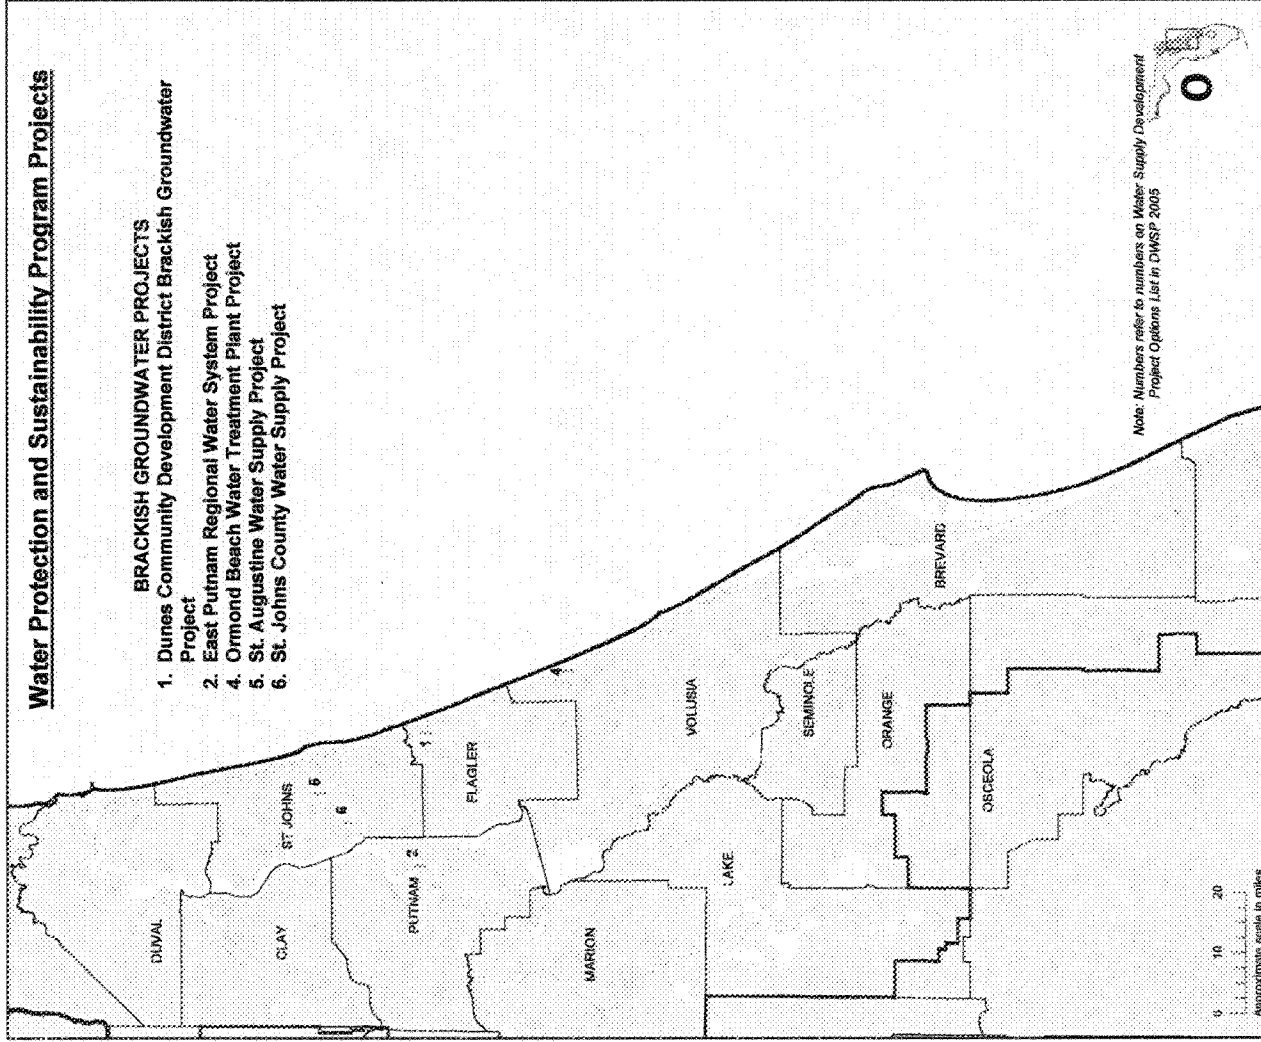 Water Protection and Sustainability Program Projects
BRACKISH GROUNDWATER PROJECTS
1. Dunes Community Development District Brackish Groundwater
Project
2. East Putnam Regional Water System Project
4. Ormond Beach Water Treatment Plant Project
5. St. Augustine Water Supply Project
6. St. Johns County Water Supply Project
DUVAL
CLAY
ST JOHNS
5
6
PUTNAM
2
1
FLAGLER
MARION
4
VOLUSIA
LAKE
SEMINOLE
ORANGE
BREVARD
OSCEOLA
Note: Numbers refer to numbers on Water Supply Development
Project Options List in DWSP 2005
O
10 20
Approximate scale in miles